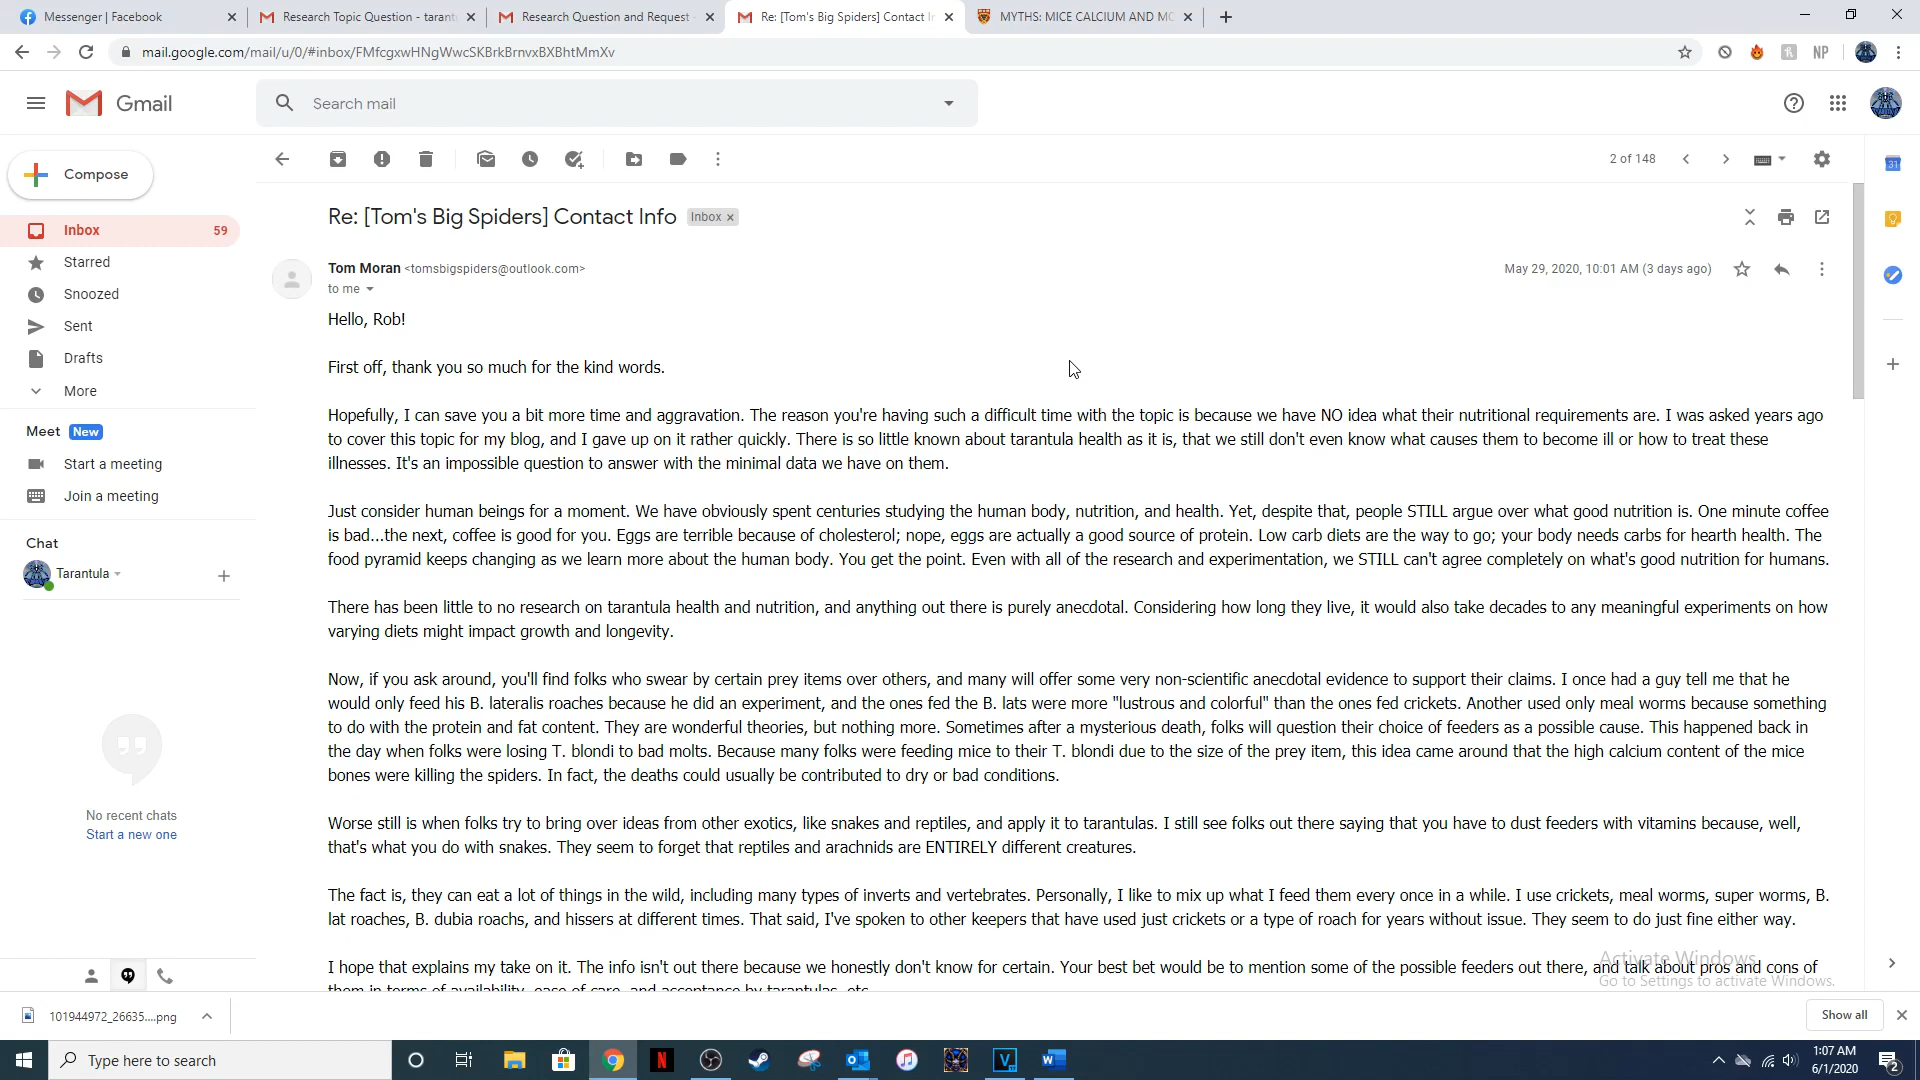 Messenger | Facebook
Research Topic Question - tarant
Research Question and Request
Re: [Tom's Big Spiders] Contact Ir
MYTHS: MICE CALCIUM AND MC
mail.google.com/mail/u/0/#inbox/FMfcgxwHNgWwcSKBrkBrnvxBXBhtMmXv
NP
Gmail
Search mail
Compose
2 of 148
31
Re: [Tom's Big Spiders] Contact Info Inbox x
Inbox 59
Starred
Snoozed
Sent
Drafts
More
Meet New
Start a meeting
Join a meeting
Chat
Tarantula
No recent chats
Start a new one
Tom Moran <tomsbigspiders@outlook.com>
May 29, 2020, 10:01 AM (3 days ago)
to me
Hello, Rob!
First off, thank you so much for the kind words.
Hopefully, I can save you a bit more time and aggravation. The reason you're having such a difficult time with the topic is because we have NO idea what their nutritional requirements are. I was asked years ago
to cover this topic for my blog, and I gave up on it rather quickly. There is so little known about tarantula health as it is, that we still don't even know what causes them to become ill or how to treat these
illnesses. It's an impossible question to answer with the minimal data we have on them.
Just consider human beings for a moment. We have obviously spent centuries studying the human body, nutrition, and health. Yet, despite that, people STILL argue over what good nutrition is. One minute coffee
is bad...the next, coffee is good for you. Eggs are terrible because of cholesterol; nope, eggs are actually a good source of protein. Low carb diets are the way to go; your body needs carbs for hearth health. The
food pyramid keeps changing as we learn more about the human body. You get the point. Even with all of the research and experimentation, we STILL can't agree completely on what's good nutrition for humans.
There has been little to no research on tarantula health and nutrition, and anything out there is purely anecdotal. Considering how long they live, it would also take decades to any meaningful experiments on how
varying diets might impact growth and longevity.
Now, if you ask around, you'll find folks who swear by certain prey items over others, and many will offer some very non-scientific anecdotal evidence to support their claims. I once had a guy tell me that he
would only feed his B. lateralis roaches because he did an experiment, and the ones fed the B. lats were more "lustrous and colorful" than the ones fed crickets. Another used only meal worms because something
to do with the protein and fat content. They are wonderful theories, but nothing more. Sometimes after a mysterious death, folks will question their choice of feeders as a possible cause. This happened back in
the day when folks were losing T. blondi to bad molts. Because many folks were feeding mice to their T. blondi due to the size of the prey item, this idea came around that the high calcium content of the mice
bones were killing the spiders. In fact, the deaths could usually be contributed to dry or bad conditions.
Worse still is when folks try to bring over ideas from other exotics, like snakes and reptiles, and apply it to tarantulas. I still see folks out there saying that you have to dust feeders with vitamins because, well,
that's what you do with snakes. They seem to forget that reptiles and arachnids are ENTIRELY different creatures.
The fact is, they can eat a lot of things in the wild, including many types of inverts and vertebrates. Personally, I like to mix up what I feed them every once in a while. I use crickets, meal worms, super worms, B.
lat roaches, B. dubia roachs, and hissers at different times. That said, I've spoken to other keepers that have used just crickets or a type of roach for years without issue. They seem to do just fine either way.
I hope that explains my take on it. The info isn't out there because we honestly don't know for certain. Your best bet would be to mention some of the possible feeders out there, and talk about pros and cons of
them in terms of availability, ease of care, and acceptance by tarantulas, etc.
Activate Windows
Go to Settings to activate Windows.
101944972_26635....png
Show all
Type here to search
1:07 AM
6/1/2020
2